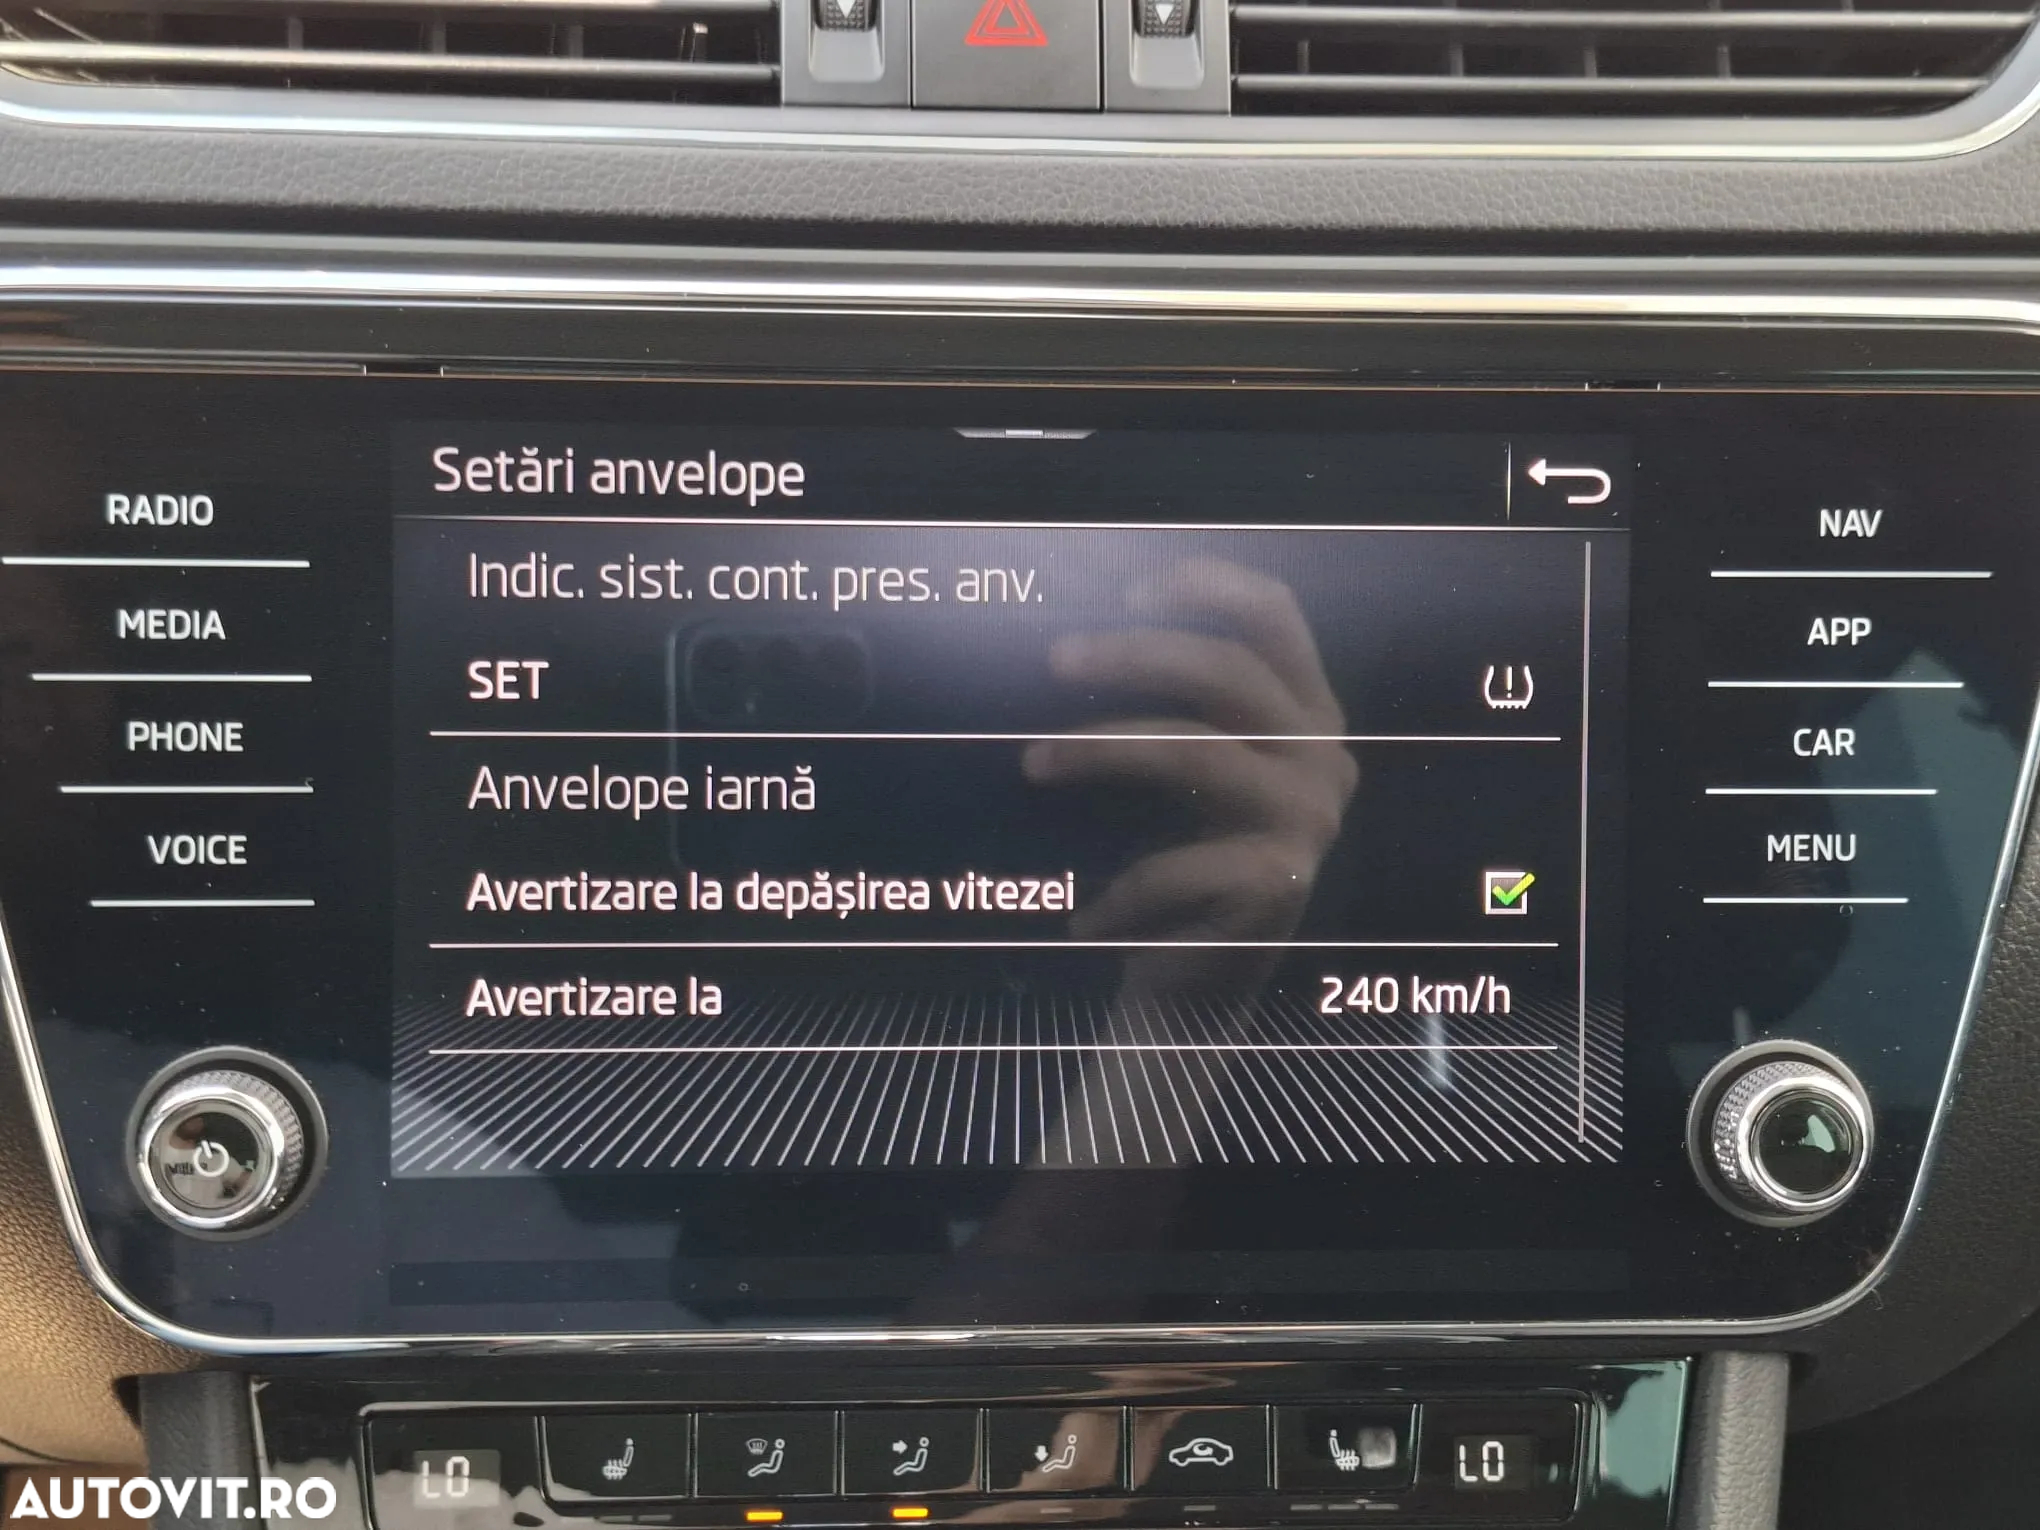 Setări anvelope
RADIO
NAV
Indic. sist. cont. pres. anv.
MEDIA
APP
SET
PHONE
CAR
Anvelope iarnă
VOICE
MENU
Avertizare la depășirea vitezei
Avertizare la 240 km/h
LO
LO
AUTOVIT.RO